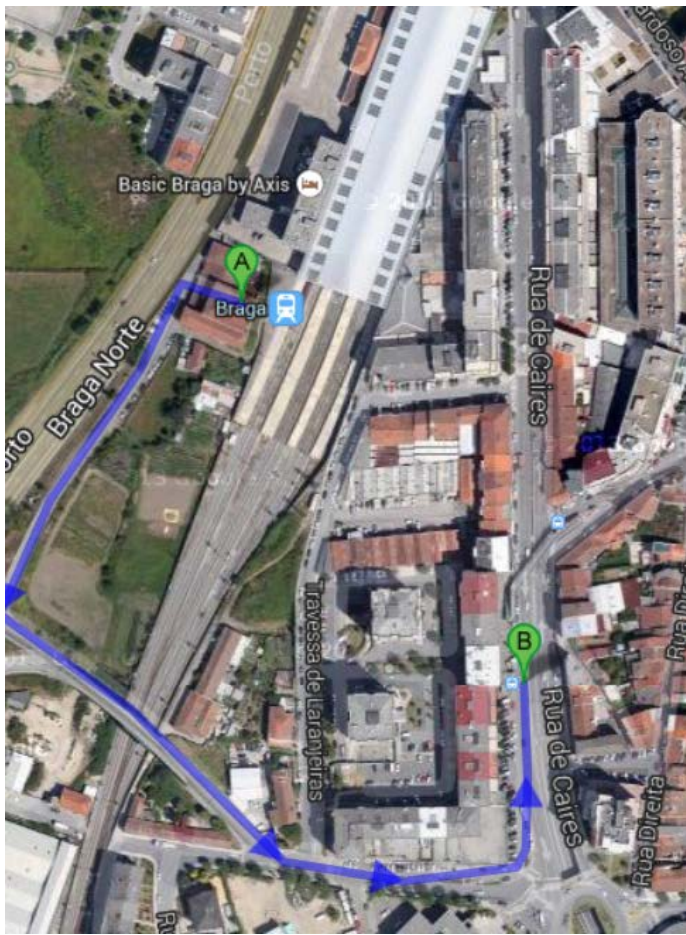 Porto
Basic Braga by Axis
A
Braga
Rua de Caires
Braga Norte
Travessa de Laranjeiras
B
Rua de Caires
Rua Direita